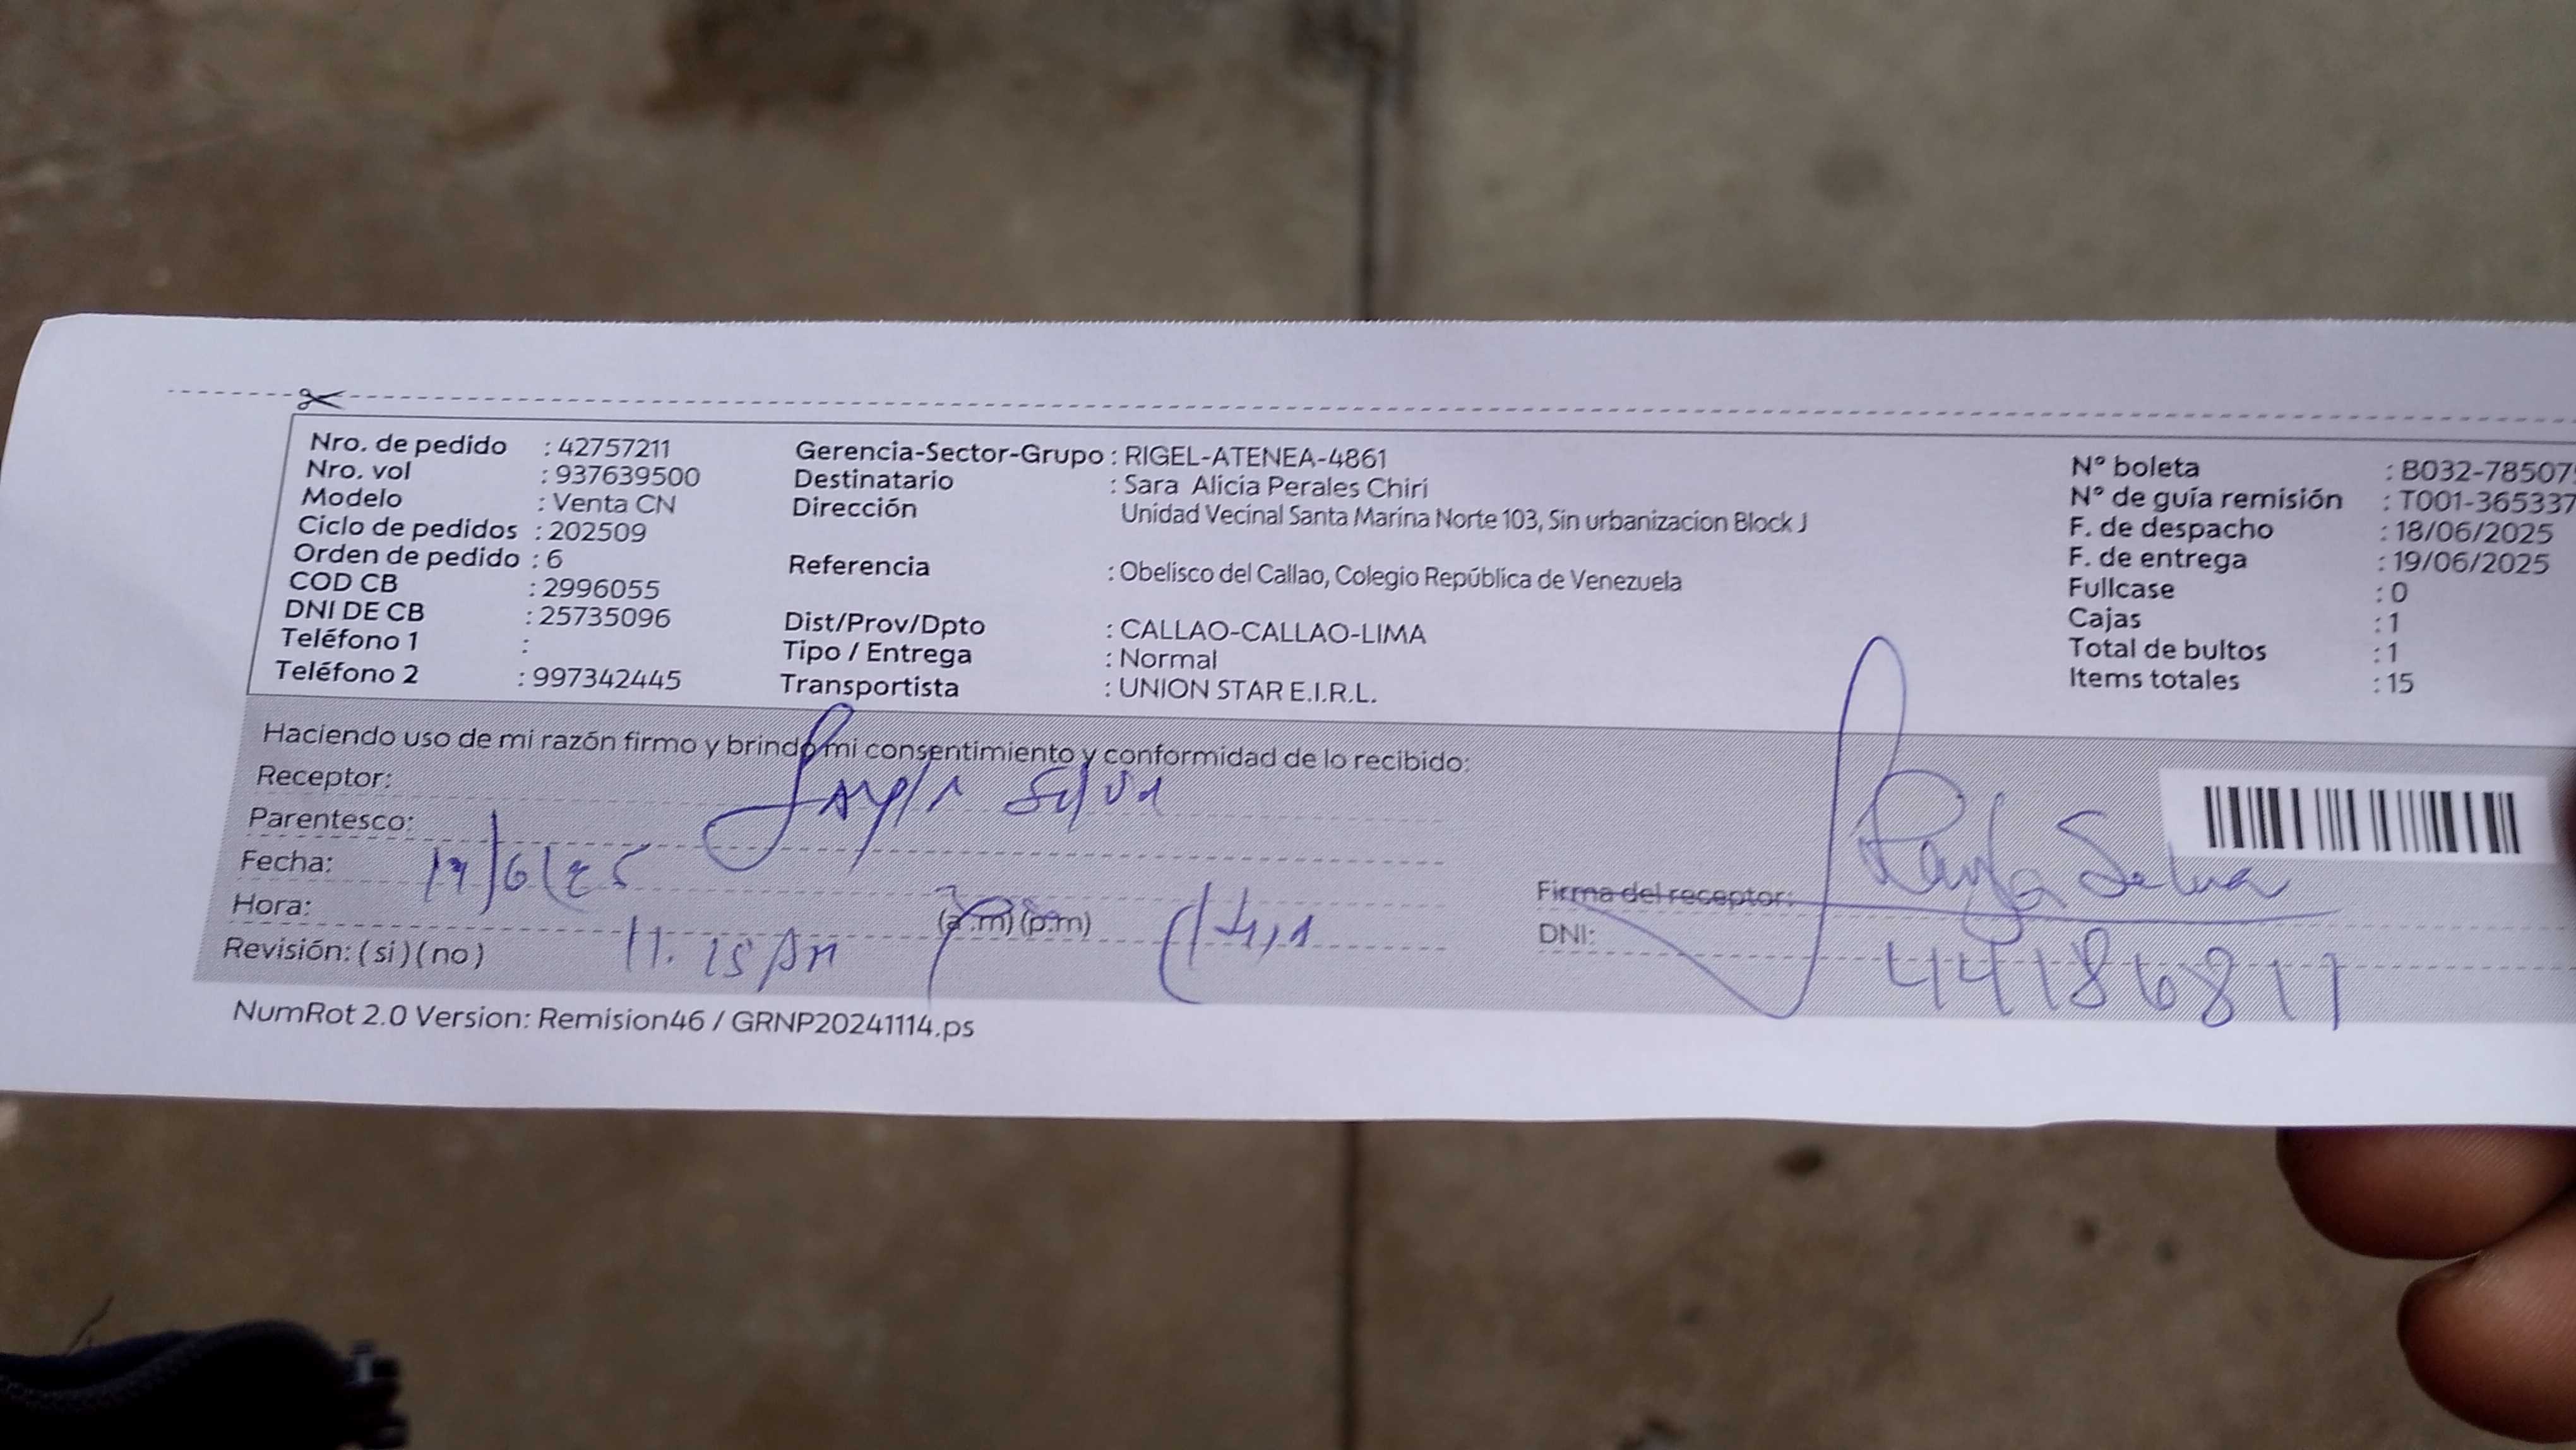 Nro. de pedido : 42757211
Nro. vol : 937639500
Modelo : Venta CN
Ciclo de pedidos : 202509
Orden de pedido : 6
COD CB : 2996055
DNI DE CB : 25735096
Teléfono 1 :
Teléfono 2 : 997342445
Gerencia-Sector-Grupo : RIGEL-ATENEA-4861
Destinatario : Sara Alicia Perales Chiri
Dirección Unidad Vecinal Santa Marina Norte 103, Sin urbanizacion Block J
Referencia : Obelisco del Callao, Colegio República de Venezuela
Dist/Prov/Dpto : CALLAO-CALLAO-LIMA
Tipo / Entrega : Normal
Transportista : UNION STAR E.I.R.L.
N° boleta : B032-78507
N° de guía remisión : T001-365337
F. de despacho : 18/06/2025
F. de entrega : 19/06/2025
Fullcase : 0
Cajas : 1
Total de bultos : 1
Items totales : 15
Haciendo uso de mi razón firmo y brindo mi consentimiento y conformidad de lo recibido:
Receptor: Silva
Parentesco:
Fecha:
Hora: 11.15 AM (a.m) (p.m)
Revisión: ( si ) ( no )
Firma del receptor:
DNI: 44186811
NumRot 2.0 Version: Remision46 / GRNP20241114.ps